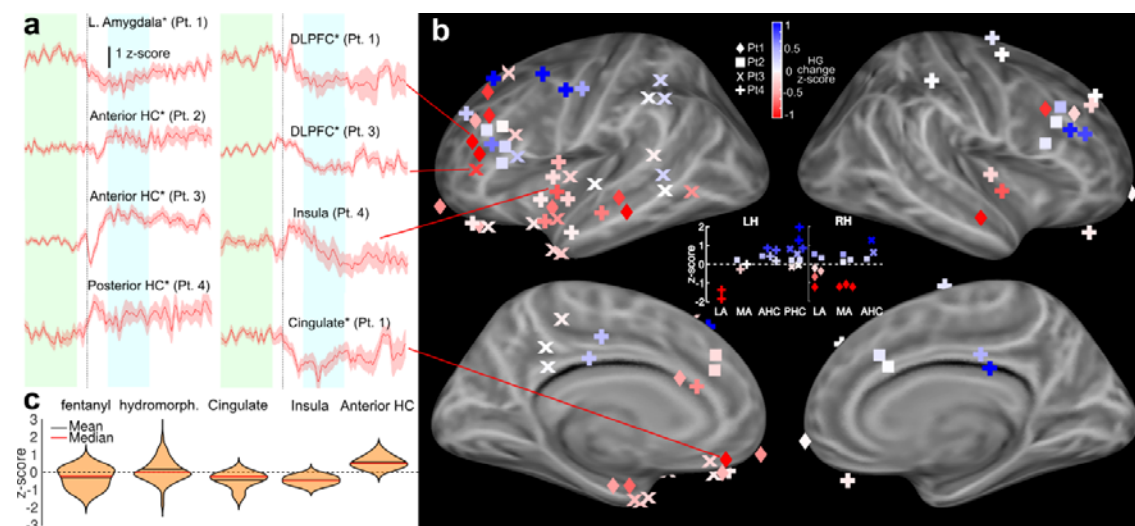 a
L. Amygdala* (Pt. 1)
1 z-score
DLPFC* (Pt. 1)
Anterior HC* (Pt. 2)
DLPFC* (Pt. 3)
Anterior HC* (Pt. 3)
Insula (Pt. 4)
Posterior HC* (Pt. 4)
Cingulate* (Pt. 1)
b
Pt1
Pt2
Pt3
Pt4
1
0.5
0
-0.5
-1
HG
change
z-score
LH RH
z-score
2
1
0
-1
-2
LA MA AHC PHC LA MA AHC
c
fentanyl hydromorph. Cingulate Insula Anterior HC
Mean
Median
z-score
3
2
1
0
-1
-2
-3